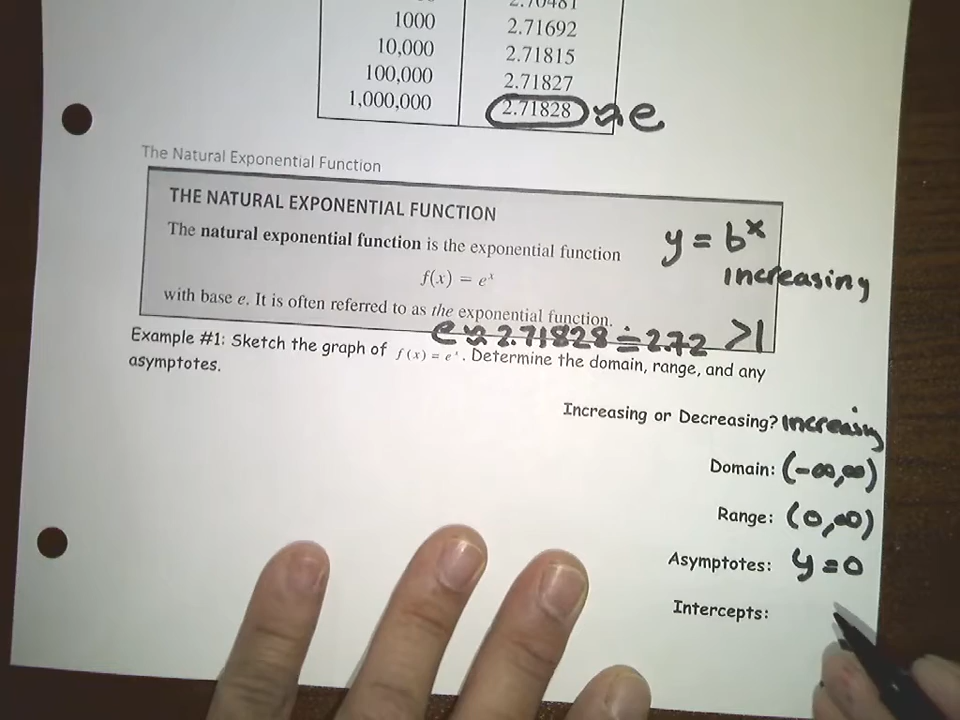 1000 2.71692
10,000 2.71815
100,000 2.71827
1,000,000 2.71828 ≈ e
The Natural Exponential Function
THE NATURAL EXPONENTIAL FUNCTION
The natural exponential function is the exponential function
y = bˣ
f(x) = eˣ
increasing
with base e. It is often referred to as the exponential function.
e ≈ 2.71828 ≐ 2.72 >1
Example #1: Sketch the graph of f(x) = eˣ. Determine the domain, range, and any
asymptotes.
Increasing or Decreasing? increasing
Domain: (-∞,∞)
Range: (0,∞)
Asymptotes: y = 0
Intercepts: